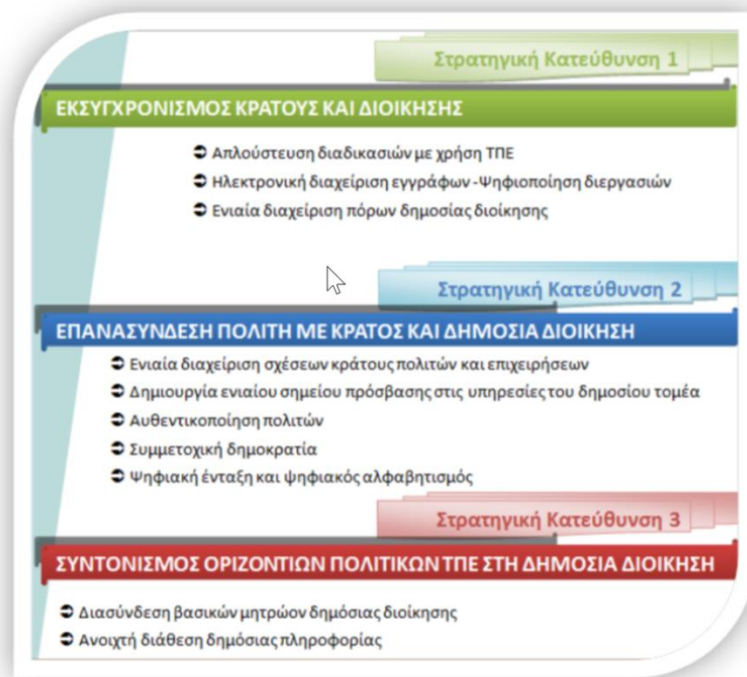 Στρατηγική Κατεύθυνση 1
ΕΚΣΥΓΧΡΟΝΙΣΜΟΣ ΚΡΑΤΟΥΣ ΚΑΙ ΔΙΟΙΚΗΣΗΣ
Απλούστευση διαδικασιών με χρήση ΤΠΕ
Ηλεκτρονική διαχείριση εγγράφων -Ψηφιοποίηση διεργασιών
Ενιαία διαχείριση πόρων δημοσίας διοίκησης
Στρατηγική Κατεύθυνση 2
ΕΠΑΝΑΣΥΝΔΕΣΗ ΠΟΛΙΤΗ ΜΕ ΚΡΑΤΟΣ ΚΑΙ ΔΗΜΟΣΙΑ ΔΙΟΙΚΗΣΗ
Ενιαία διαχείριση σχέσεων κράτους πολιτών και επιχειρήσεων
Δημιουργία ενιαίου σημείου πρόσβασης στις υπηρεσίες του δημοσίου τομέα
Αυθεντικοποίηση πολιτών
Συμμετοχική δημοκρατία
Ψηφιακή ένταξη και ψηφιακός αλφαβητισμός
Στρατηγική Κατεύθυνση 3
ΣΥΝΤΟΝΙΣΜΟΣ ΟΡΙΖΟΝΤΙΩΝ ΠΟΛΙΤΙΚΩΝ ΤΠΕ ΣΤΗ ΔΗΜΟΣΙΑ ΔΙΟΙΚΗΣΗ
Διασύνδεση βασικών μητρώον δημόσιας διοίκησης
Ανοιχτή διάθεση δημόσιας πληροφορίας